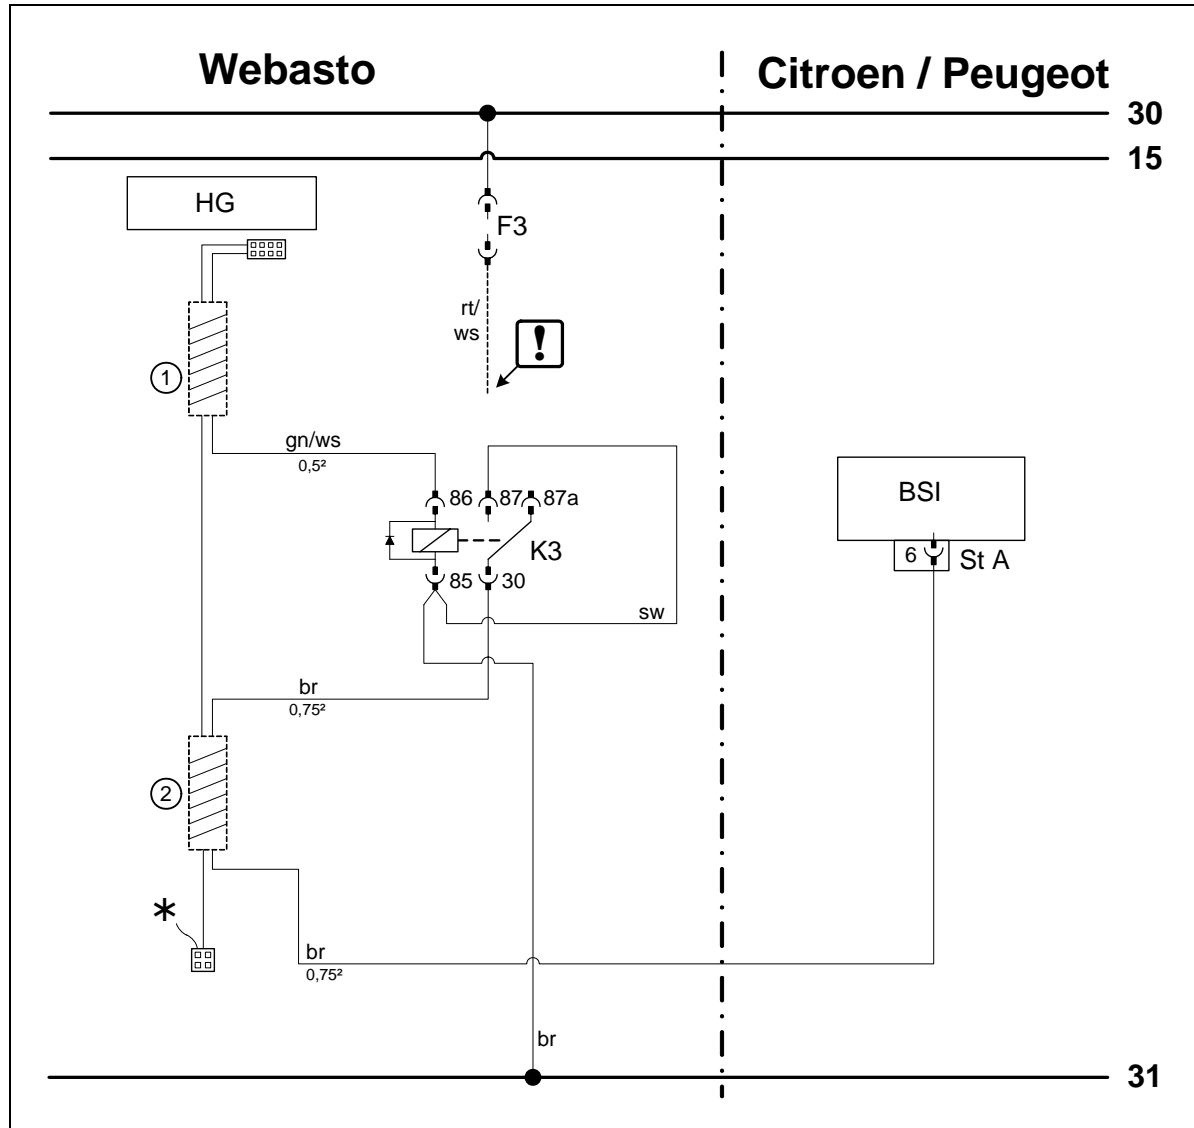 Webasto
Citroen / Peugeot
30
15
HG
F3
rt/
ws
!
1
gn/ws
0,5²
86
87
87a
BSI
K3
6
St A
85
30
sw
br
0,75²
2
*
br
0,75²
br
31